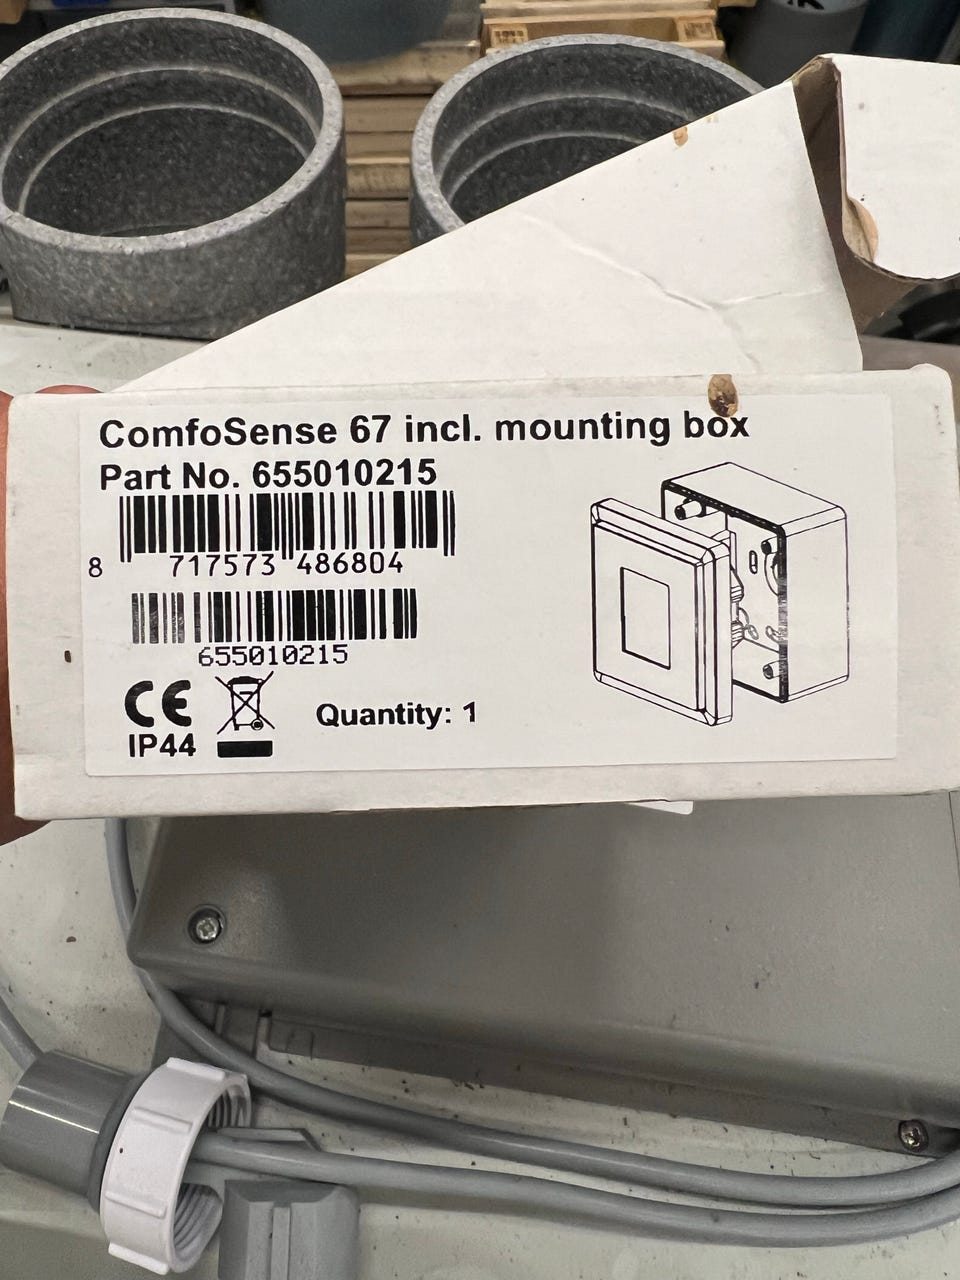 ComfoSense 67 incl. mounting box
Part No. 655010215
8 717573 486804
655010215
CE
IP44
Quantity: 1